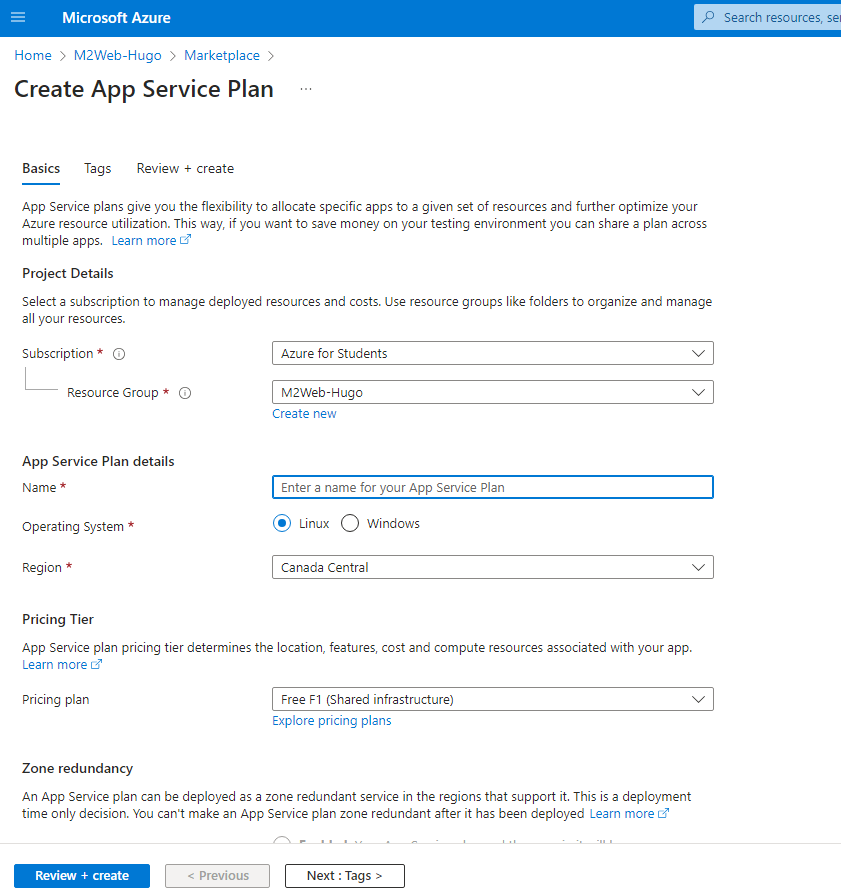 Microsoft Azure
Search resources, ser
Home > M2Web-Hugo > Marketplace >
Create App Service Plan ...
Basics Tags Review + create
App Service plans give you the flexibility to allocate specific apps to a given set of resources and further optimize your
Azure resource utilization. This way, if you want to save money on your testing environment you can share a plan across
multiple apps. Learn more
Project Details
Select a subscription to manage deployed resources and costs. Use resource groups like folders to organize and manage
all your resources.
Subscription *
Azure for Students
Resource Group *
M2Web-Hugo
Create new
App Service Plan details
Name *
Enter a name for your App Service Plan
Operating System *
Linux Windows
Region *
Canada Central
Pricing Tier
App Service plan pricing tier determines the location, features, cost and compute resources associated with your app.
Learn more
Pricing plan
Free F1 (Shared infrastructure)
Explore pricing plans
Zone redundancy
An App Service plan can be deployed as a zone redundant service in the regions that support it. This is a deployment
time only decision. You can't make an App Service plan zone redundant after it has been deployed Learn more
Review + create
< Previous
Next : Tags >